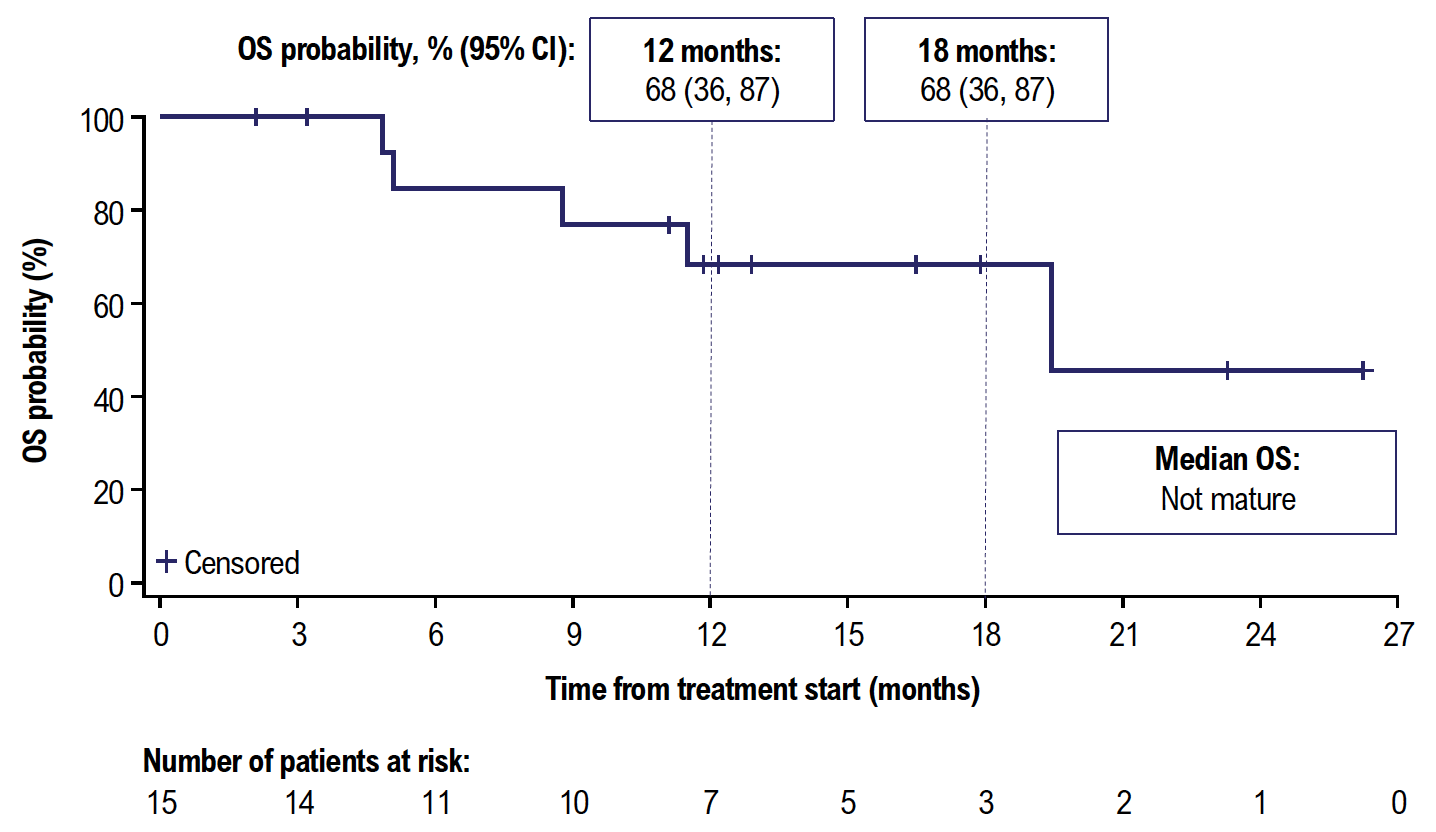 OS probability, % (95% CI):
12 months:
68 (36, 87)
18 months:
68 (36, 87)
OS probability (%)
100
80
60
40
20
0
Median OS:
Not mature
Censored
0 3 6 9 12 15 18 21 24 27
Time from treatment start (months)
Number of patients at risk:
15 14 11 10 7 5 3 2 1 0